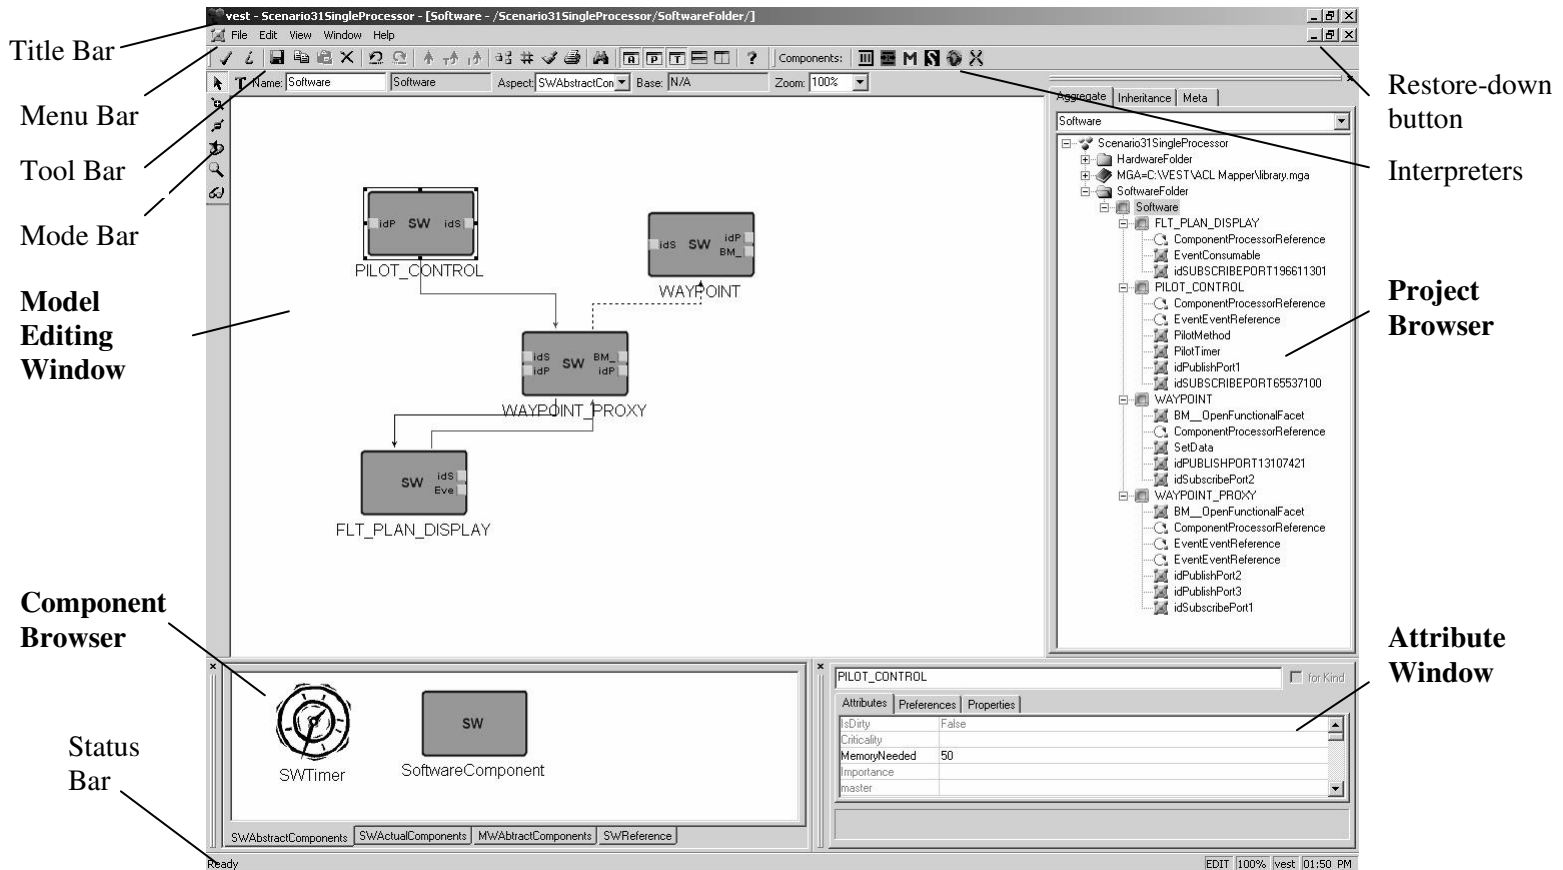 vest - Scenario31SingleProcessor - [Software - /Scenario31SingleProcessor/SoftwareFolder/]
File Edit View Window Help
Components:
Name: Software Software Aspect: SWAbstractCon Base: N/A Zoom: 100%
Title Bar
Menu Bar
Tool Bar
Mode Bar
Model
Editing
Window
Component
Browser
Status
Bar
Restore-down
button
Interpreters
Project
Browser
Attribute
Window
idP SW idS
PILOT_CONTROL
idS SW idP
BM_
WAYPOINT
idS SW BM_
idP idP
WAYPOINT_PROXY
SW idS
Eve
FLT_PLAN_DISPLAY
Aggregate Inheritance Meta
Software
Scenario31SingleProcessor
HardwareFolder
MGA=C:\VEST\ACL Mapper\library.mga
SoftwareFolder
Software
FLT_PLAN_DISPLAY
ComponentProcessorReference
EventConsumable
idSUBSCRIBEPORT196611301
PILOT_CONTROL
ComponentProcessorReference
EventEventReference
PilotMethod
PilotTimer
idPublishPort1
idSUBSCRIBEPORT65537100
WAYPOINT
BM__OpenFunctionalFacet
ComponentProcessorReference
SetData
idPUBLISHPORT13107421
idSubscribePort2
WAYPOINT_PROXY
BM__OpenFunctionalFacet
ComponentProcessorReference
EventEventReference
EventEventReference
idPublishPort2
idPublishPort3
idSubscribePort1
SWTimer
SW
SoftwareComponent
SWAbstractComponents SWActualComponents MWAbtractComponents SWReference
PILOT_CONTROL for Kind
Attributes Preferences Properties
IsDirty False
Criticality
MemoryNeeded 50
Importance
master
Ready
EDIT 100% vest 01:50 PM